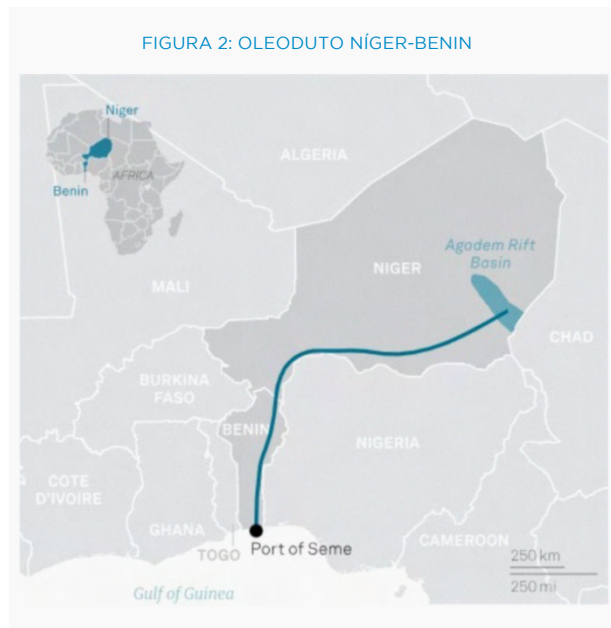 FIGURA 2: OLEODUTO NÍGER-BENIN
Niger
AFRICA
Benin
ALGERIA
Agadem Rift
Basin
NIGER
MALI
CHAD
BURKINA
FASO
BENIN
NIGERIA
COTE
D'IVOIRE
GHANA
TOGO
Port of Seme
CAMEROON
250 km
250 mi
Gulf of Guinea